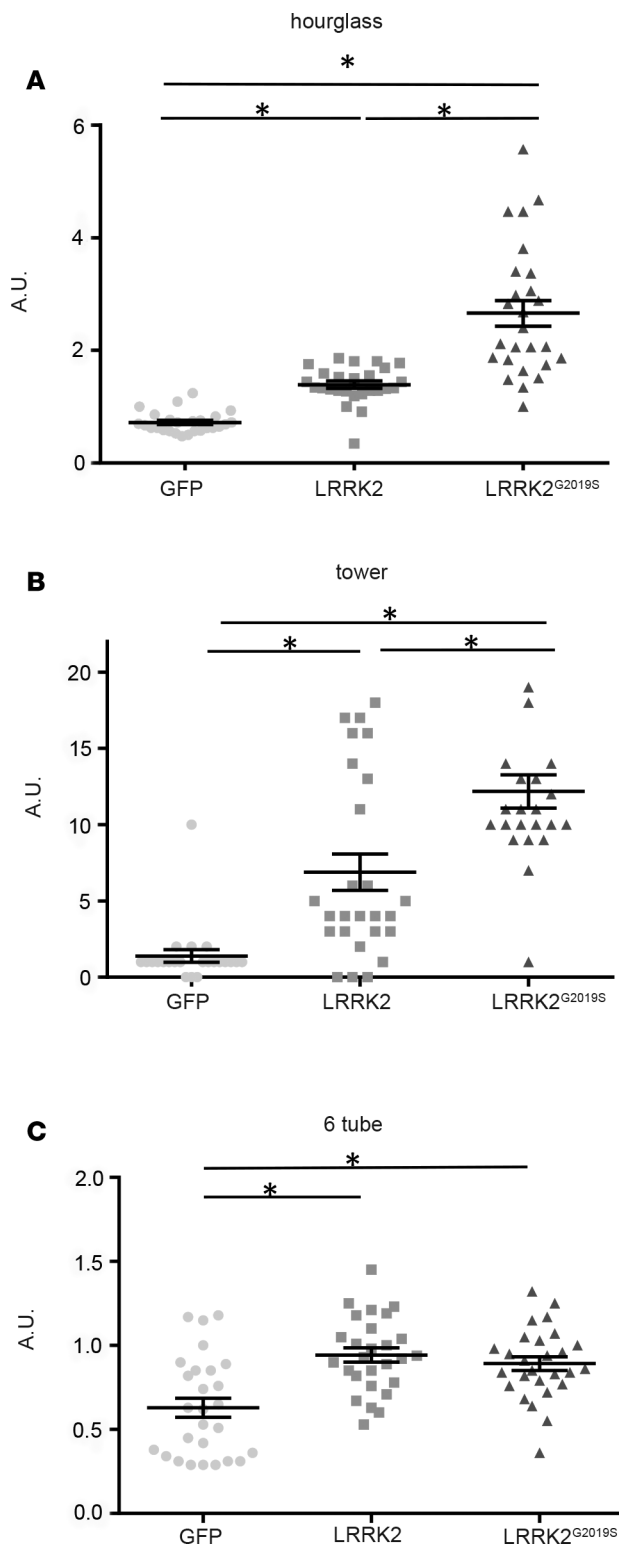 hourglass
A
*
* *
6
4
A.U.
2
0
GFP LRRK2 LRRK2G2019S
B
tower
*
* *
20
15
A.U.
10
5
0
GFP LRRK2 LRRK2G2019S
C
6 tube
*
*
2.0
1.5
A.U.
1.0
0.5
0.0
GFP LRRK2 LRRK2G2019S